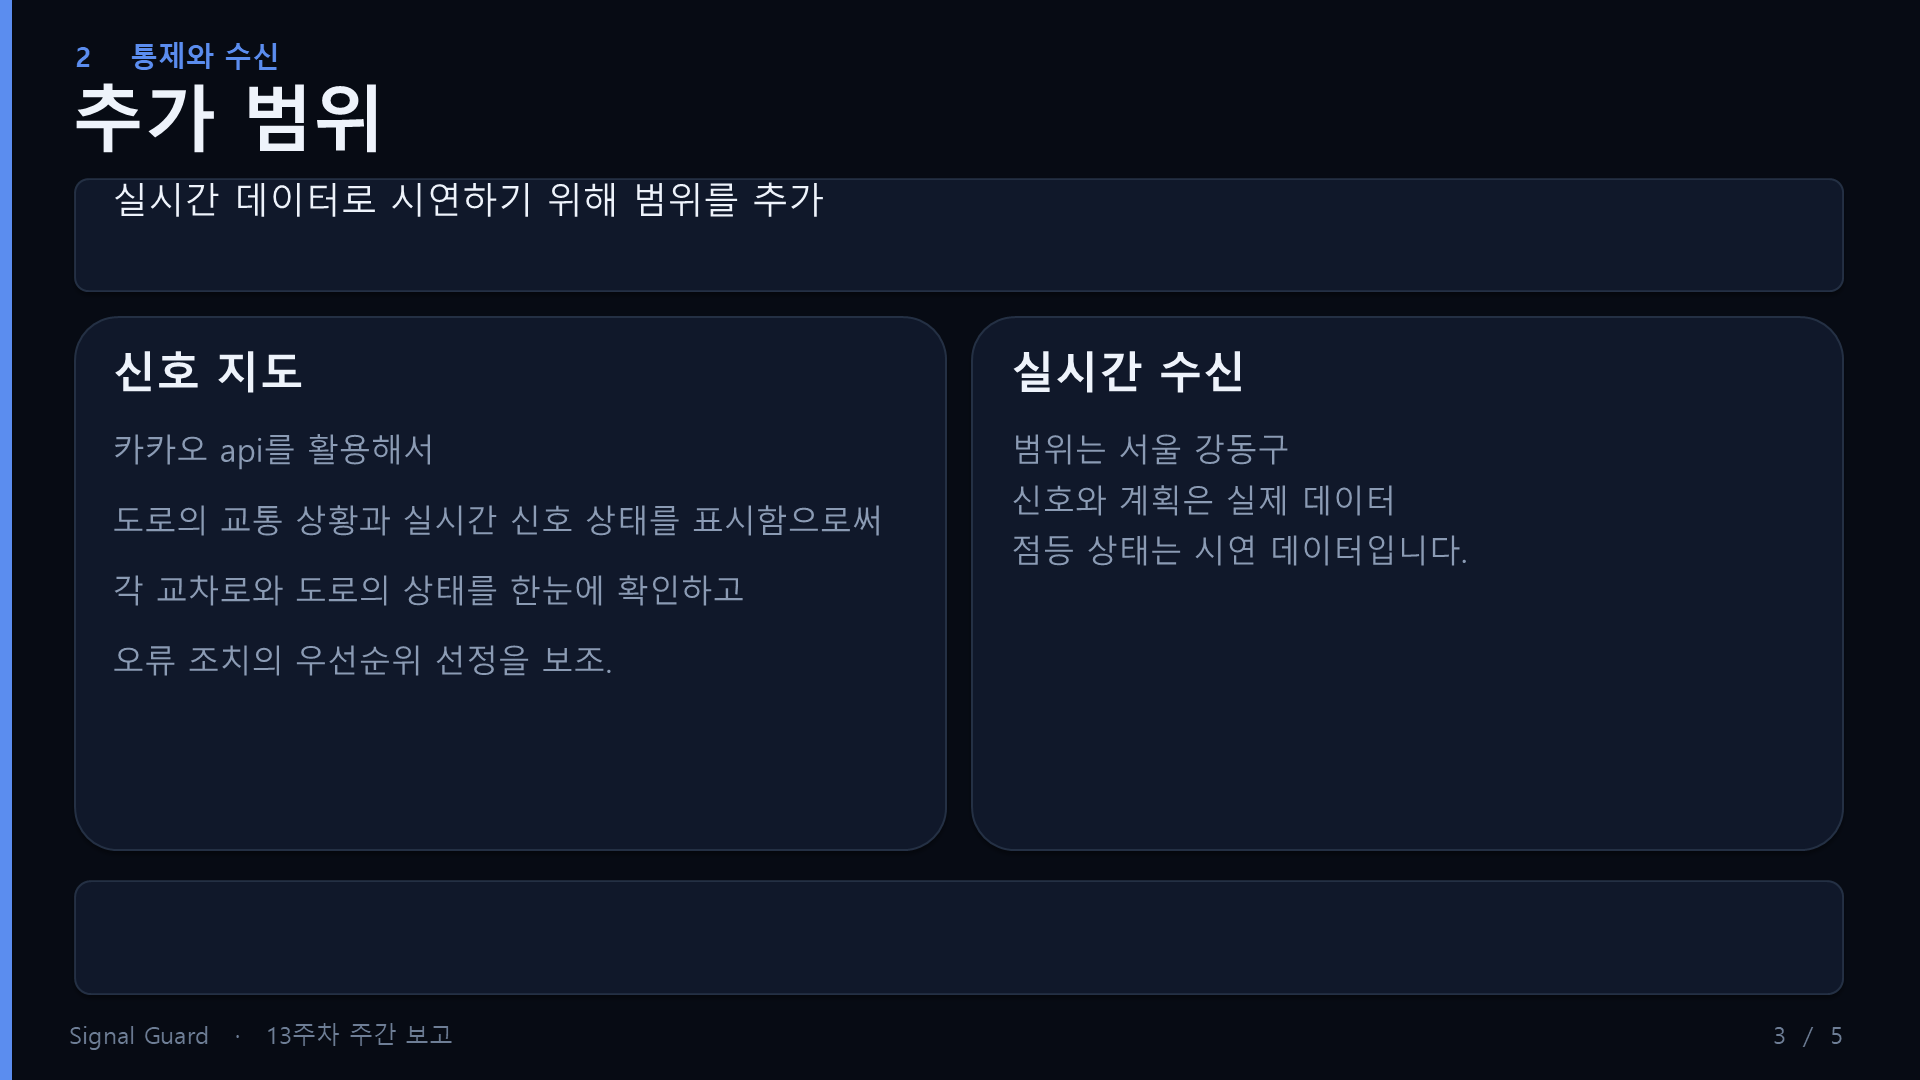 2 통제와 수신
추가 범위
실시간 데이터로 시연하기 위해 범위를 추가
신호 지도
카카오 api를 활용해서
도로의 교통 상황과 실시간 신호 상태를 표시함으로써
각 교차로와 도로의 상태를 한눈에 확인하고
오류 조치의 우선순위 선정을 보조.
실시간 수신
범위는 서울 강동구
신호와 계획은 실제 데이터
점등 상태는 시연 데이터입니다.
Signal Guard · 13주차 주간 보고
3 / 5